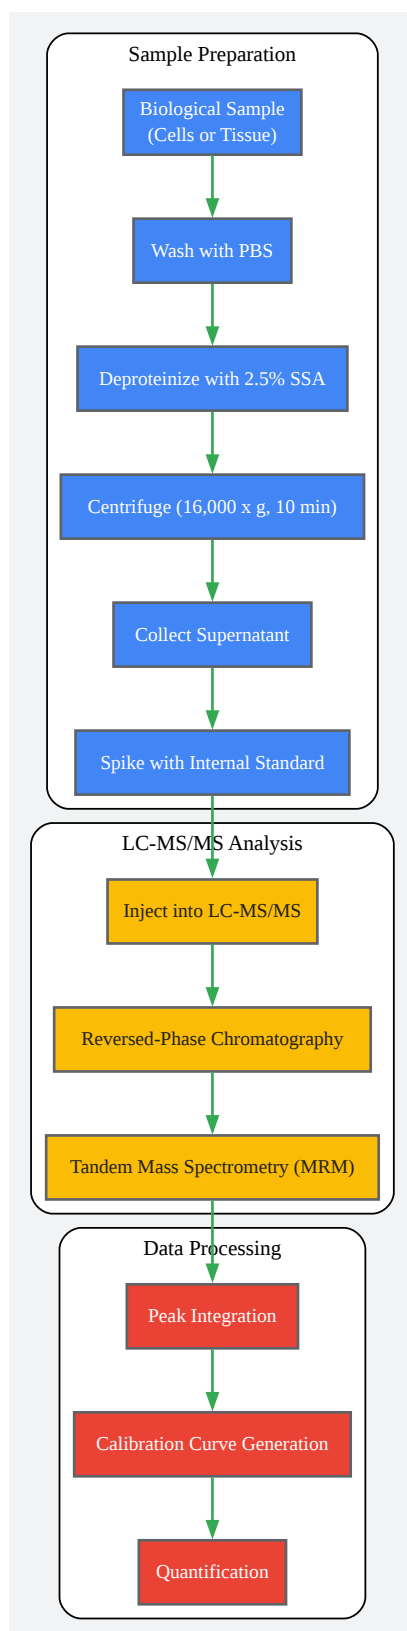 Sample Preparation
Biological Sample
(Cells or Tissue)
Wash with PBS
Deproteinize with 2.5% SSA
Centrifuge (16,000 x g, 10 min)
Collect Supernatant
Spike with Internal Standard
LC-MS/MS Analysis
Inject into LC-MS/MS
Reversed-Phase Chromatography
Tandem Mass Spectrometry (MRM)
Data Processing
Peak Integration
Calibration Curve Generation
Quantification